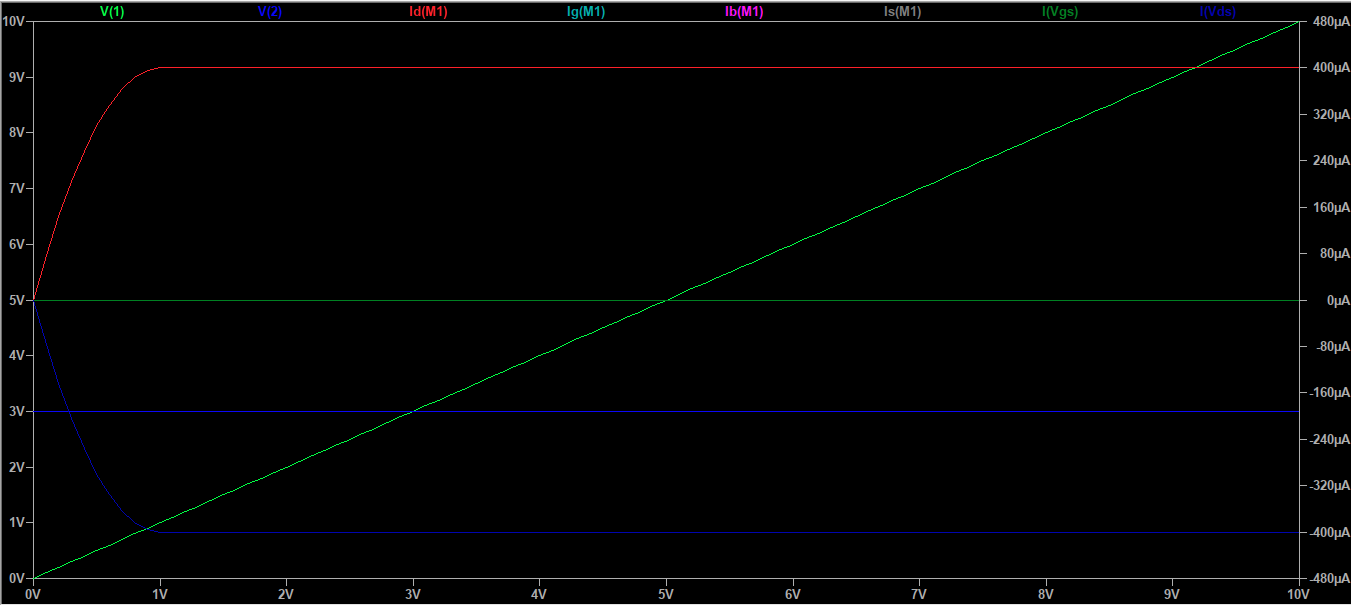 V(1) V(2) Id(M1) Ig(M1) Ib(M1) Is(M1) I(Vgs) I(Vds)
10V 480µA
9V 400µA
8V 320µA
240µA
7V 160µA
6V 80µA
5V 0µA
4V -80µA
-160µA
3V -240µA
2V -320µA
1V -400µA
0V -480µA
0V 1V 2V 3V 4V 5V 6V 7V 8V 9V 10V